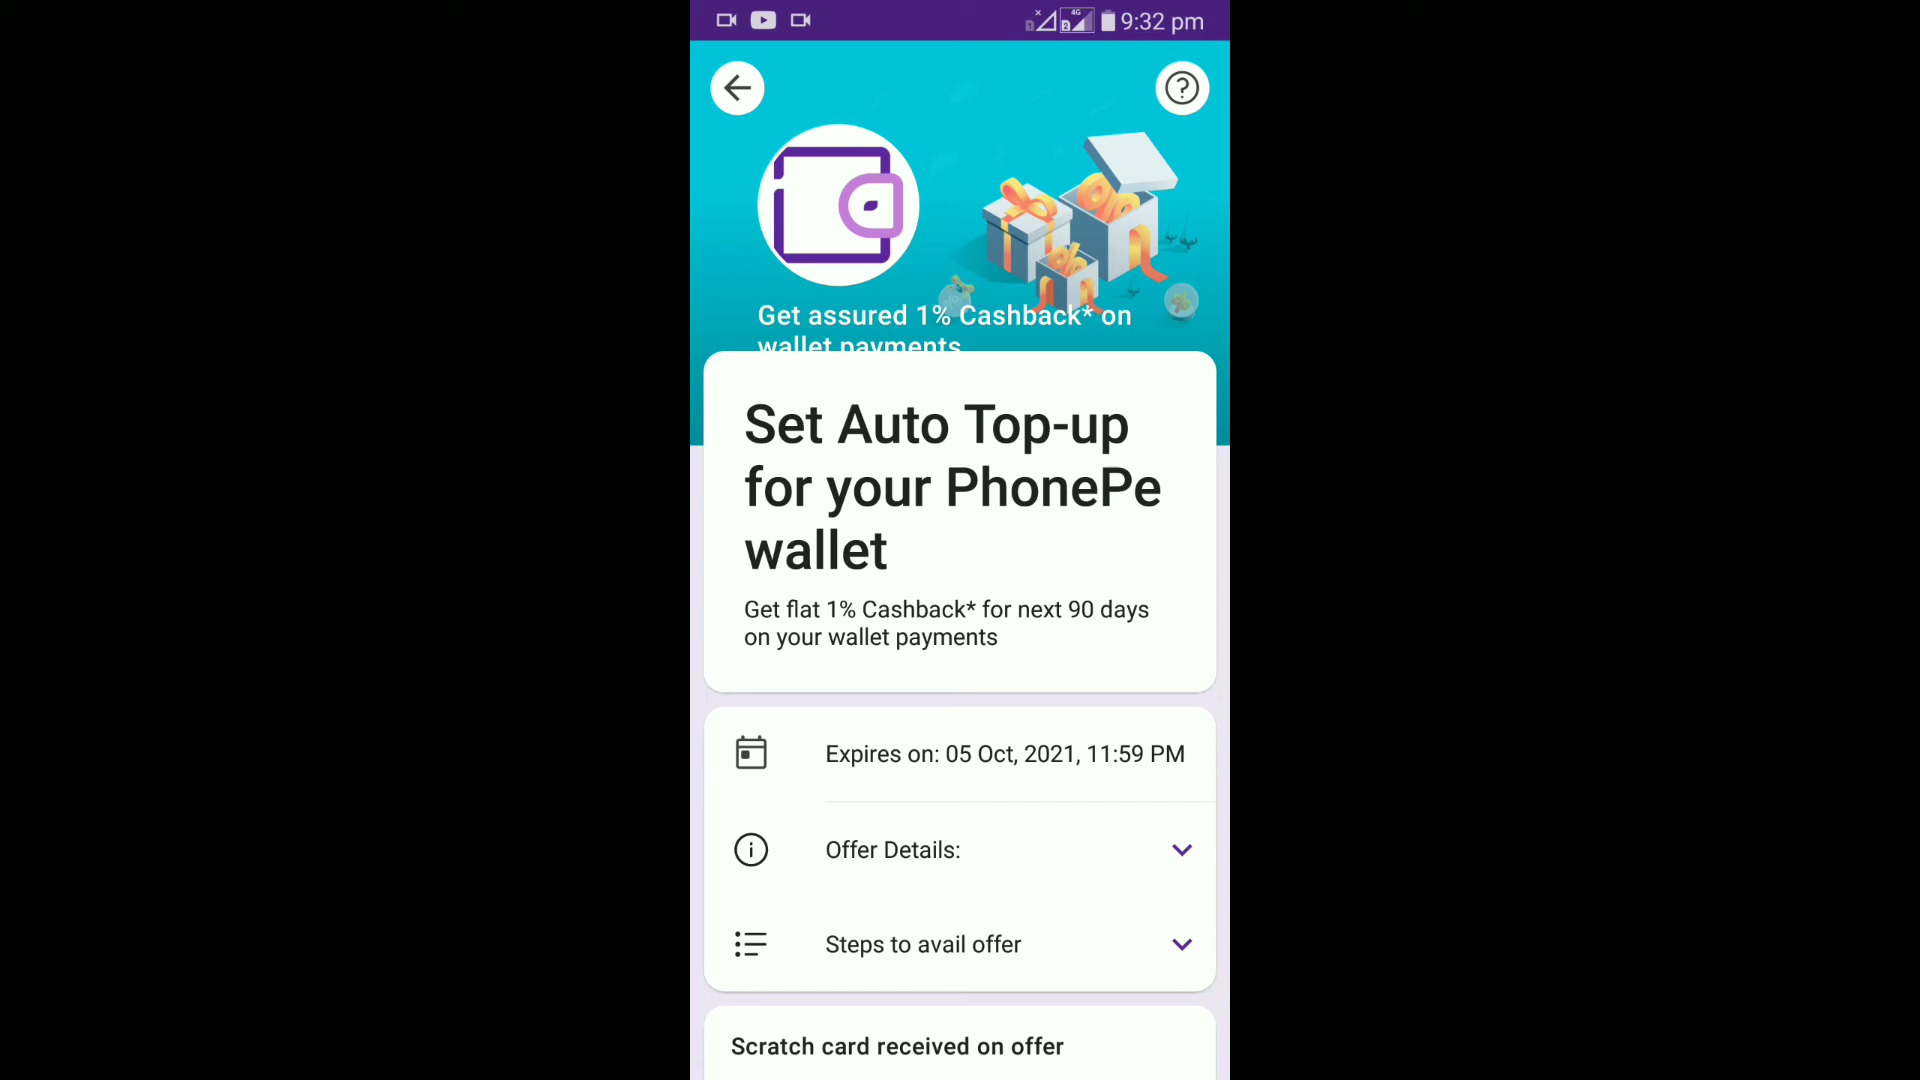 9:32 pm
Get assured 1% Cashback* on
wallet payments
Set Auto Top-up
for your PhonePe
wallet
Get flat 1% Cashback* for next 90 days
on your wallet payments
Expires on: 05 Oct, 2021, 11:59 PM
Offer Details:
Steps to avail offer
Scratch card received on offer